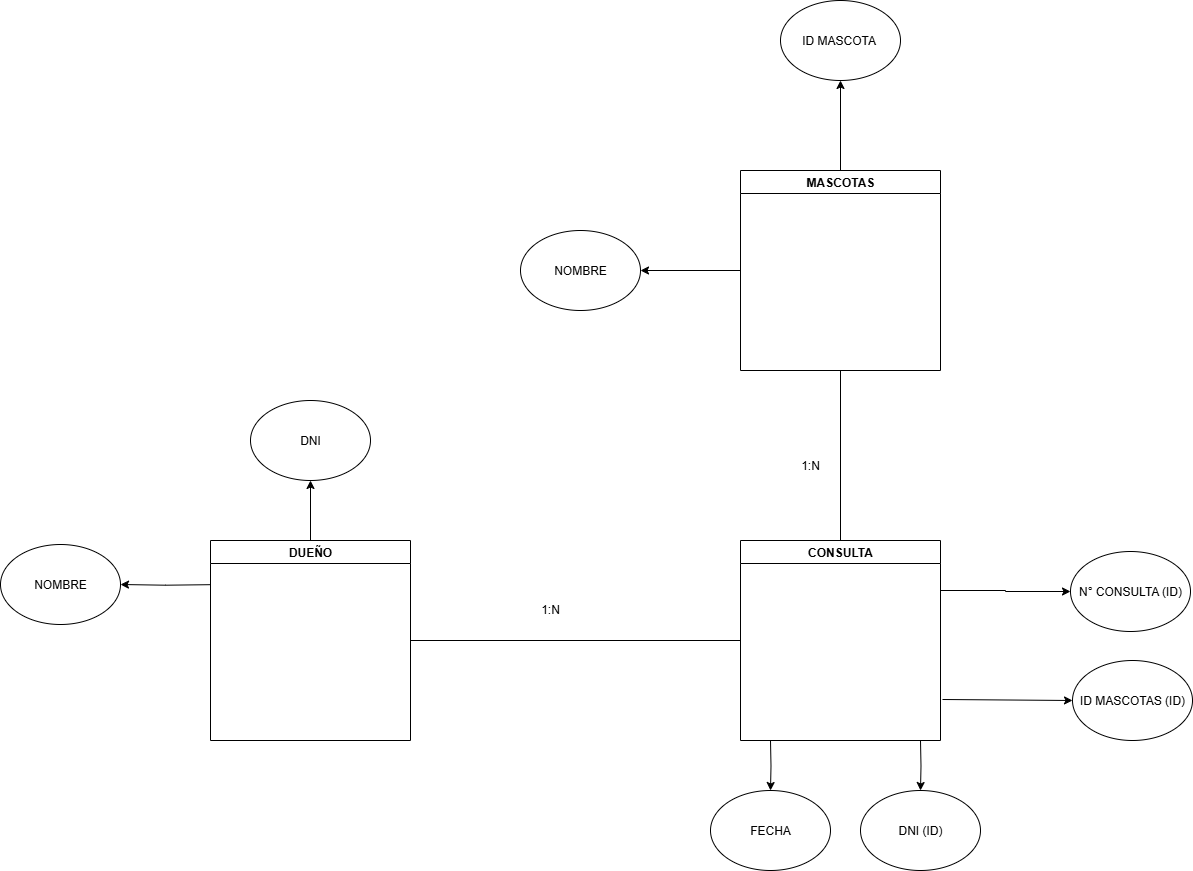 ID MASCOTA
MASCOTAS
NOMBRE
1:N
DNI
DUEÑO
NOMBRE
1:N
CONSULTA
N° CONSULTA (ID)
ID MASCOTAS (ID)
FECHA
DNI (ID)